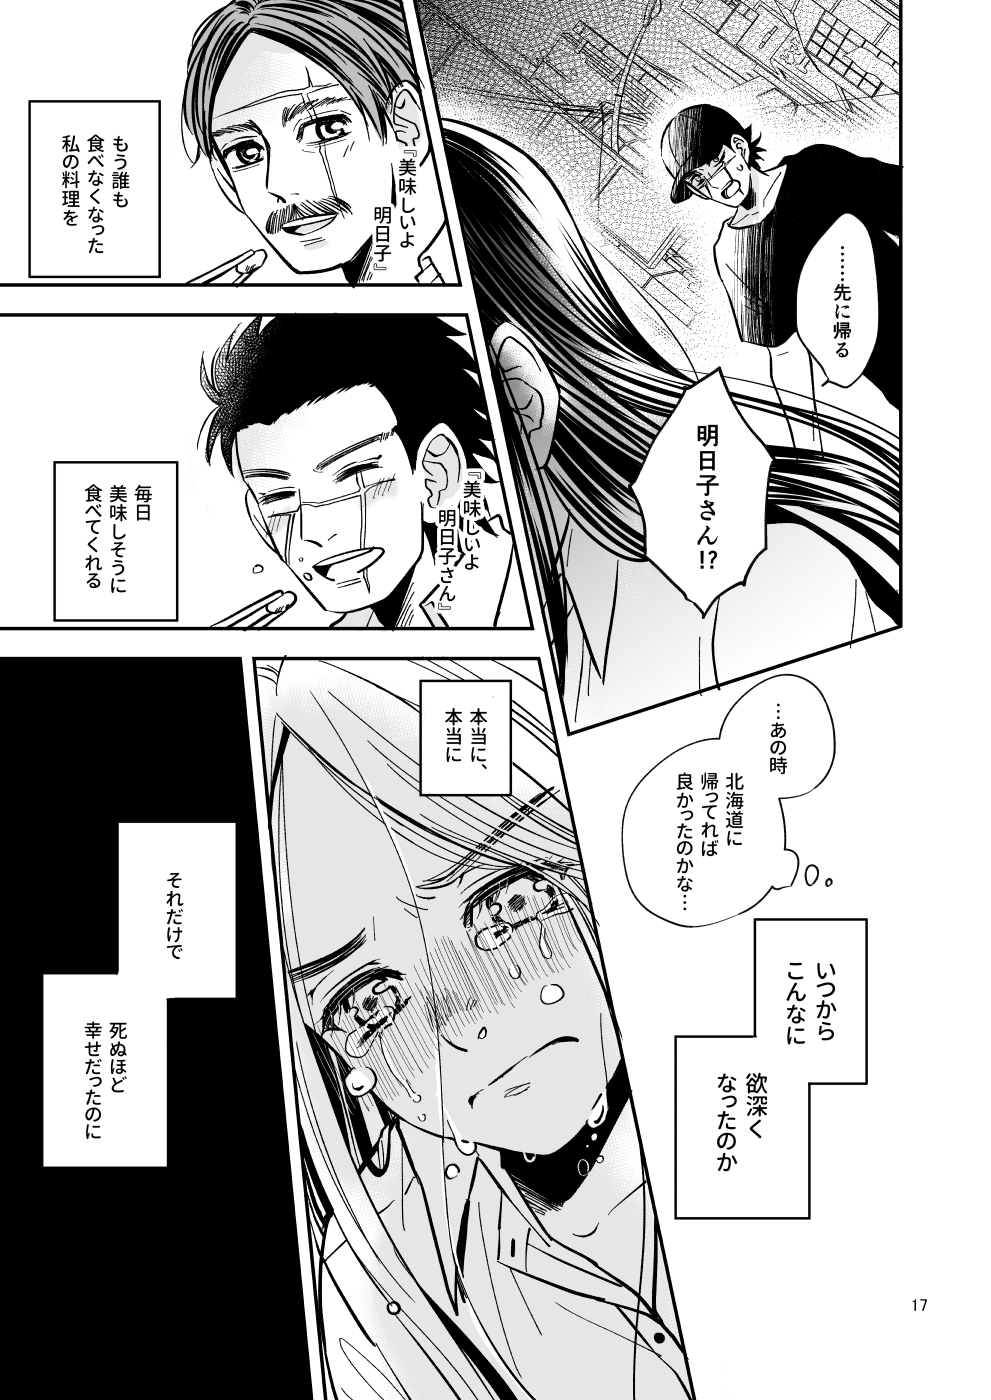 ……先に帰る
明日子さん!?
…あの時
北海道に
帰ってれば
良かったのかな…
いつから
こんなに
欲深く
なったのか
『美味しいよ
明日子』
もう誰も
食べなくなった
私の料理を
『美味しいよ
明日子さん』
毎日
美味しそうに
食べてくれる
本当に、
本当に
それだけで
死ぬほど
幸せだったのに
17